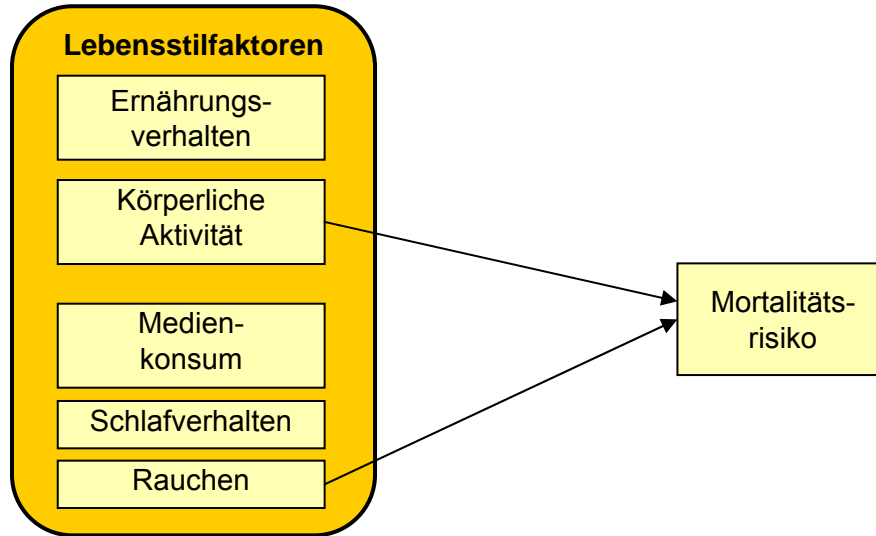 Lebensstilfaktoren
Ernährungs-
verhalten
Körperliche
Aktivität
Medien-
konsum
Schlafverhalten
Rauchen
Mortalitäts-
risiko